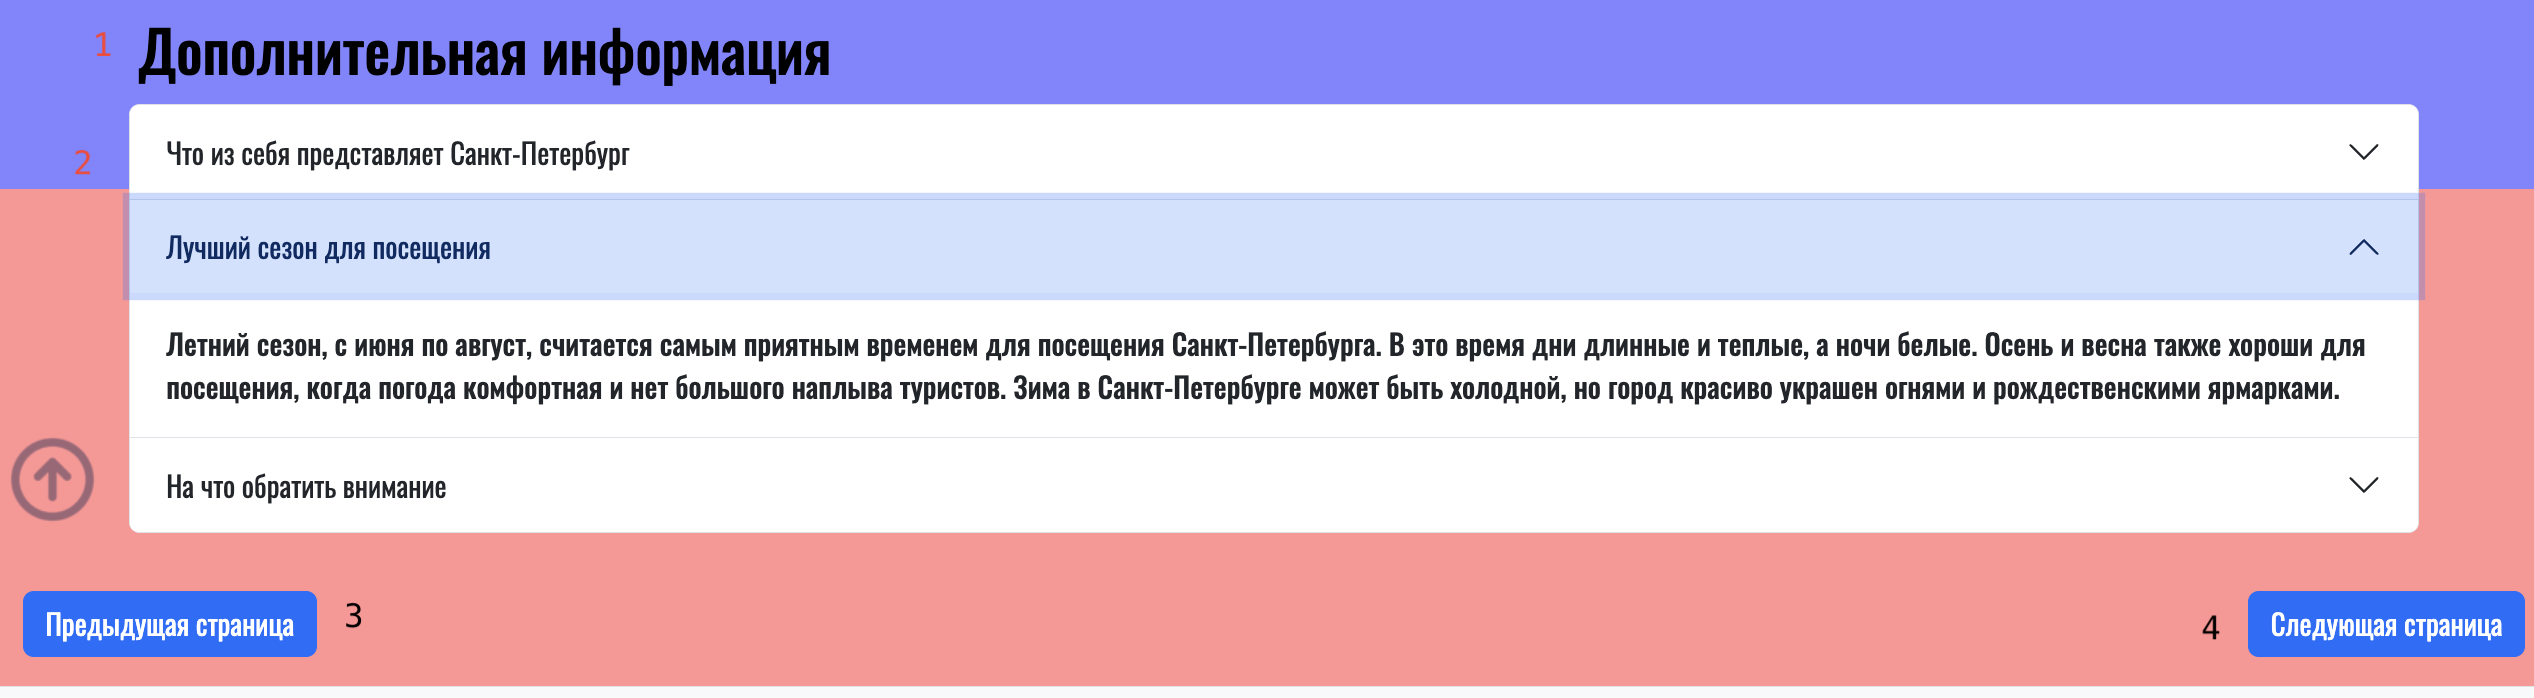 1 Дополнительная информация
2 Что из себя представляет Санкт-Петербург
Лучший сезон для посещения
Летний сезон, с июня по август, считается самым приятным временем для посещения Санкт-Петербурга. В это время дни длинные и теплые, а ночи белые. Осень и весна также хороши для
посещения, когда погода комфортная и нет большого наплыва туристов. Зима в Санкт-Петербурге может быть холодной, но город красиво украшен огнями и рождественскими ярмарками.
На что обратить внимание
Предыдущая страница 3
4 Следующая страница